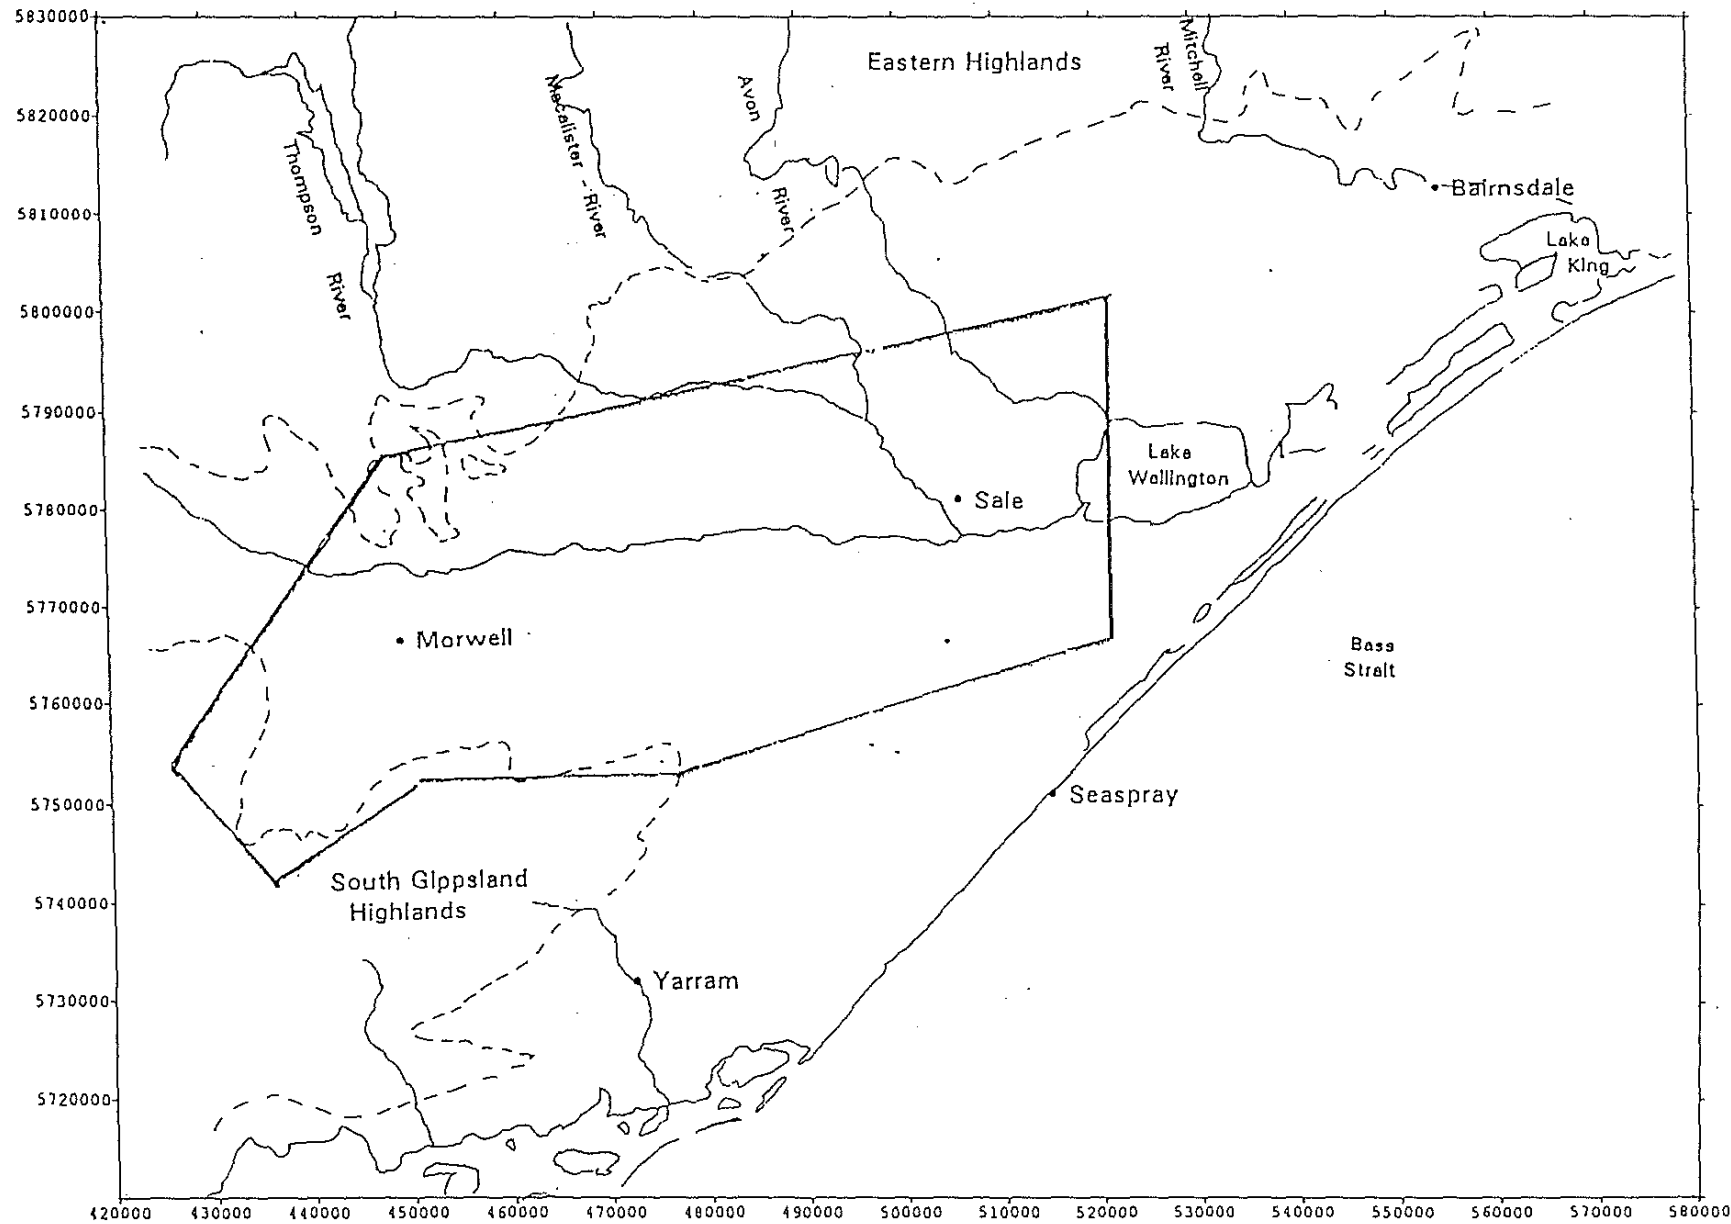 5830000
Eastern Highlands
Mitchell
River
Avon
River
Macalister - River
Thompson
River
5820000
Bairnsdale
5810000
Lake
King
5800000
5790000
Lake
Wellington
Sale
5780000
5770000
Morwell
Bass
Strait
5760000
5750000
Seaspray
South Gippsland
Highlands
5740000
Yarram
5730000
5720000
420000 430000 440000 450000 460000 470000 480000 490000 500000 510000 520000 530000 540000 550000 560000 570000 580000